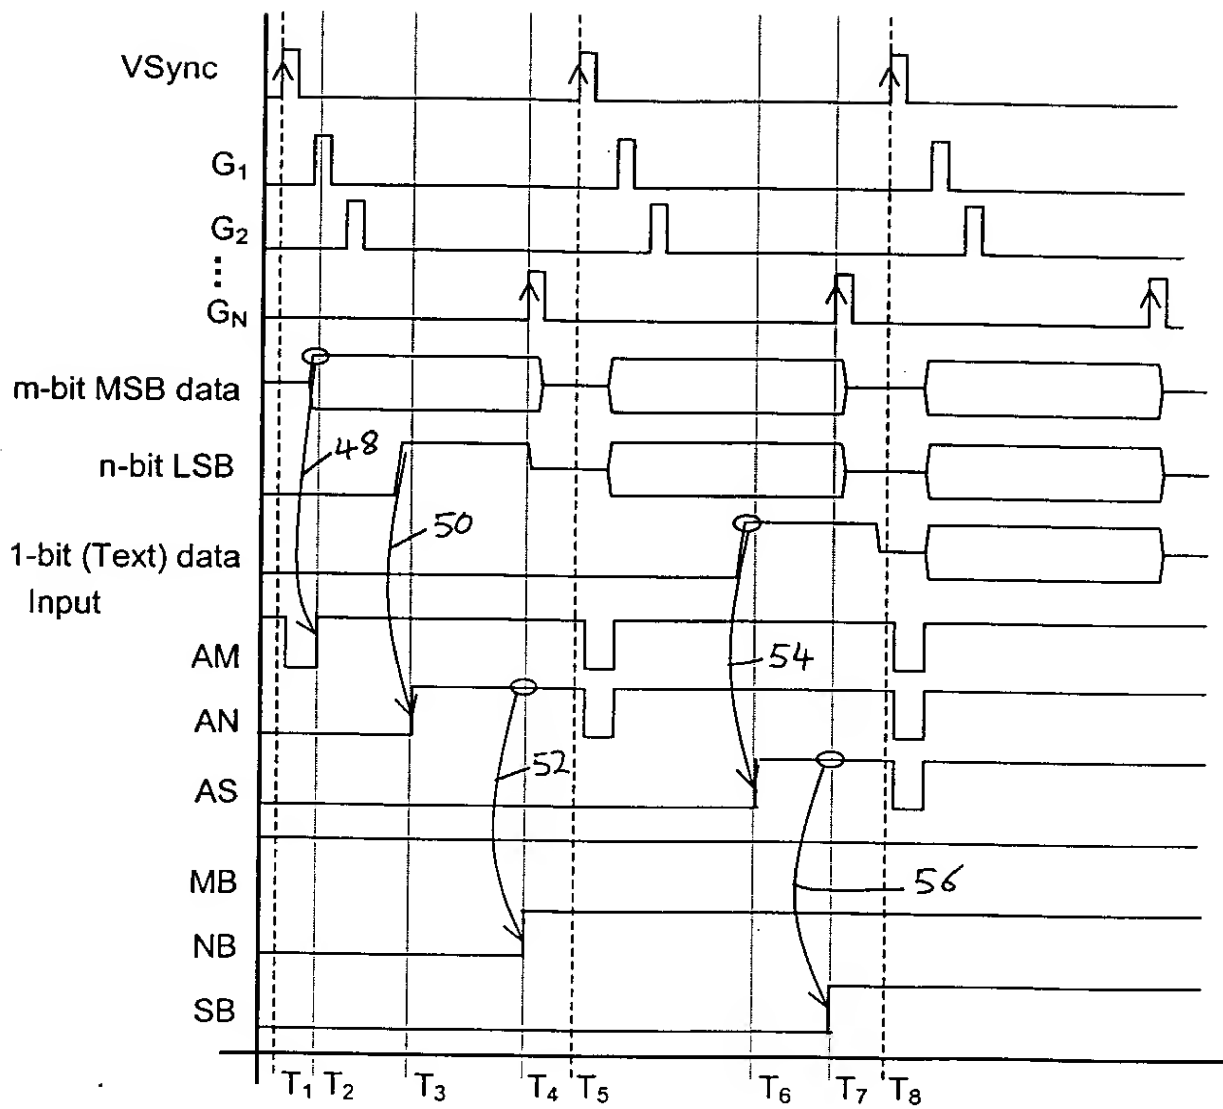 VSync
G1
G2
⋮
GN
m-bit MSB data
n-bit LSB
48
50
1-bit (Text) data
Input
AM
54
AN
52
AS
MB
56
NB
SB
T1 T2 T3 T4 T5 T6 T7 T8